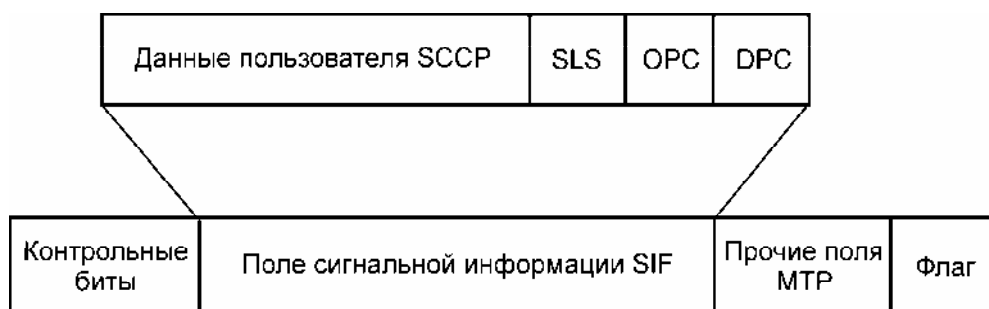 Данные пользователя SCCP
SLS
OPC
DPC
Контрольные
биты
Поле сигнальной информации SIF
Прочие поля
MTP
Флаг